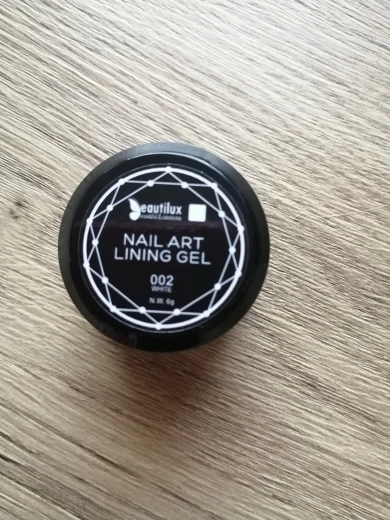 Beautilux
NAIL ART
LINING GEL
002
WHITE
N.W. 6g